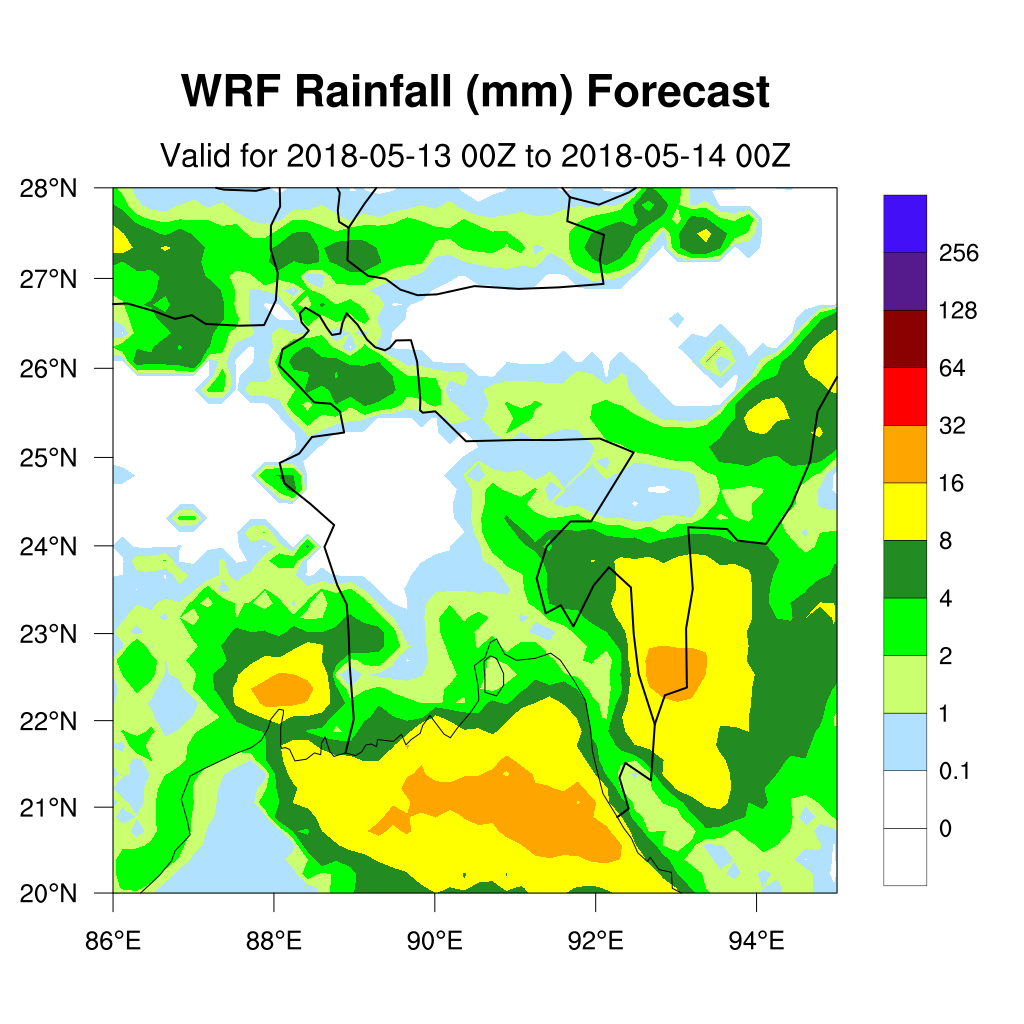 WRF Rainfall (mm) Forecast
Valid for 2018-05-13 00Z to 2018-05-14 00Z
28°N
27°N
26°N
25°N
24°N
23°N
22°N
21°N
20°N
86°E 88°E 90°E 92°E 94°E
256
128
64
32
16
8
4
2
1
0.1
0